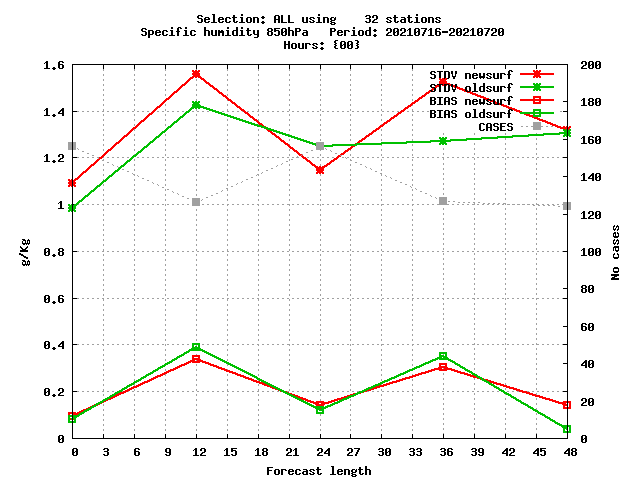 Selection: ALL using    32 stations
Specific humidity 850hPa   Period: 20210716-20210720
Hours: {00}
1.6
1.4
1.2
1
0.8
0.6
0.4
0.2
0
g/Kg
STDV newsurf
STDV oldsurf
BIAS newsurf
BIAS oldsurf
CASES
200
180
160
140
120
100
80
60
40
20
0
No cases
0 3 6 9 12 15 18 21 24 27 30 33 36 39 42 45 48
Forecast length